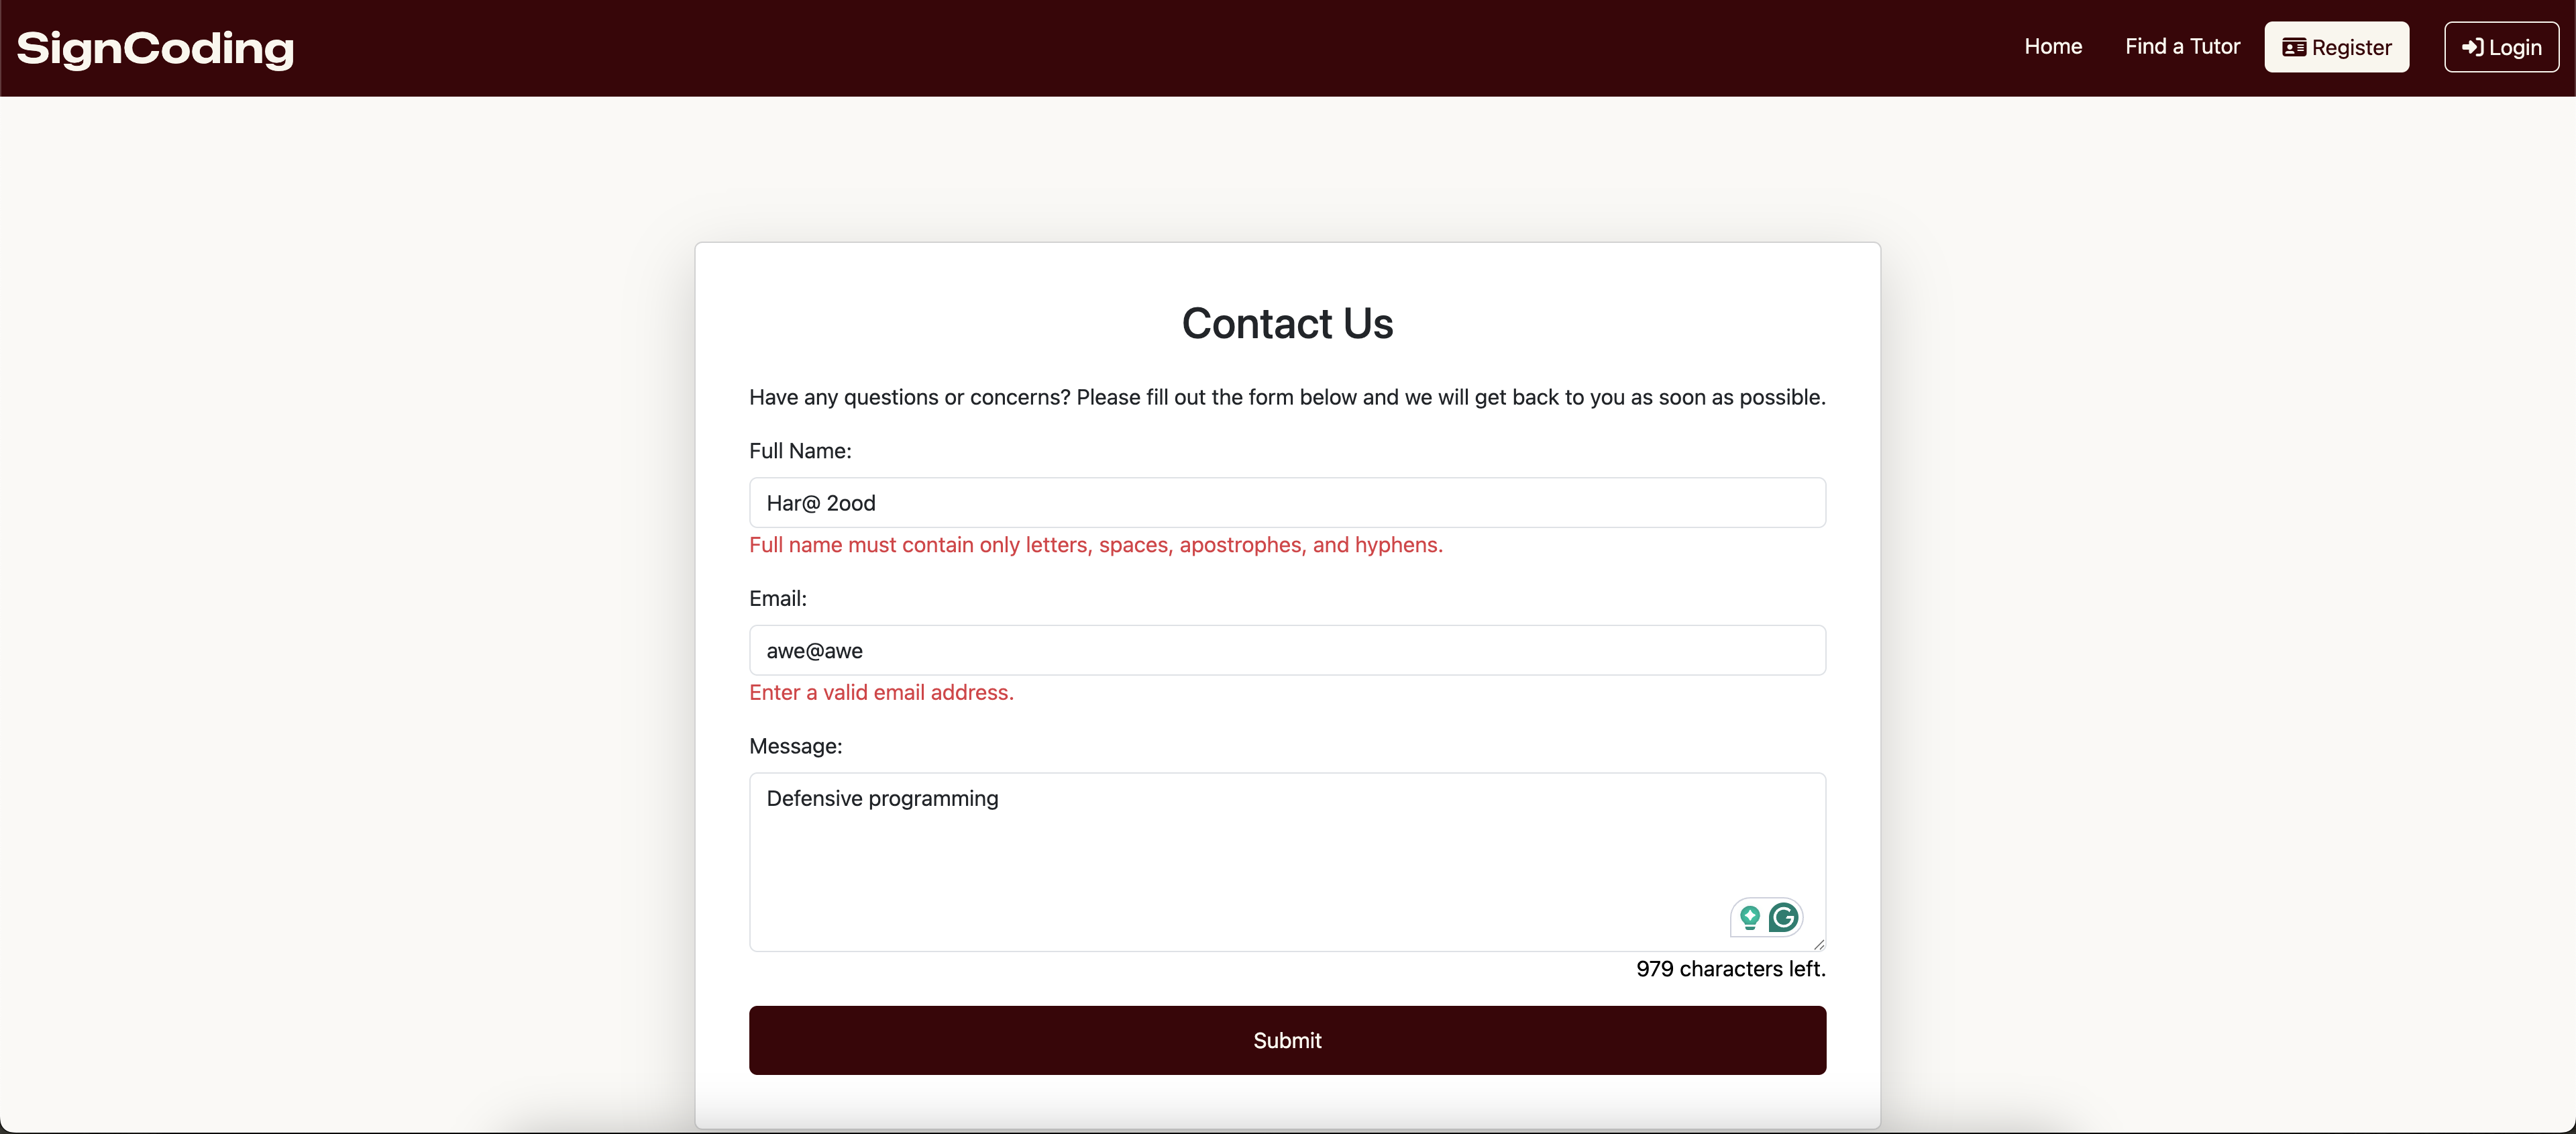 SignCoding
Home Find a Tutor Register Login
Contact Us
Have any questions or concerns? Please fill out the form below and we will get back to you as soon as possible.
Full Name:
Har@ 2ood
Full name must contain only letters, spaces, apostrophes, and hyphens.
Email:
awe@awe
Enter a valid email address.
Message:
Defensive programming
979 characters left.
Submit